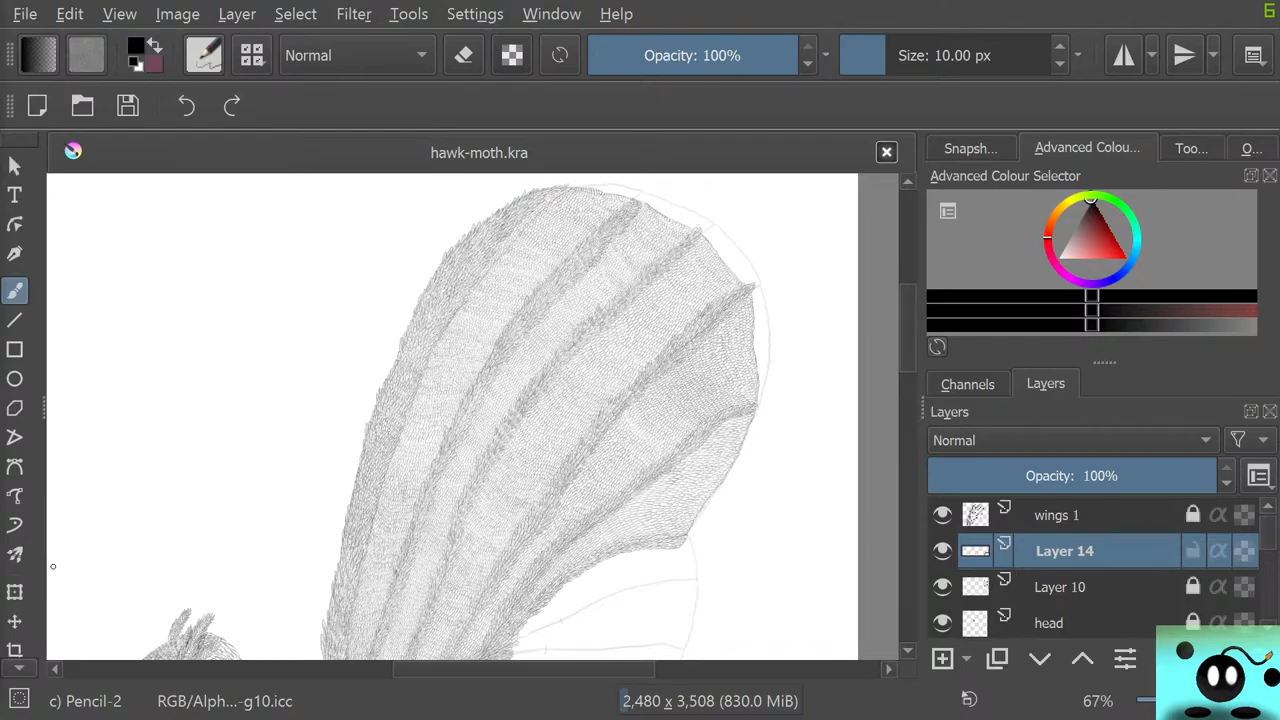 File Edit View Image Layer Select Filter Tools Settings Window Help
6
Normal Opacity: 100% Size: 10.00 px
hawk-moth.kra
Snapsh... Advanced Colou... Too... O...
Advanced Colour Selector
Channels Layers
Layers
Normal
Opacity: 100%
wings 1
Layer 14
Layer 10
head
c) Pencil-2 RGB/Alph...-g10.icc 2,480 x 3,508 (830.0 MiB) 67%